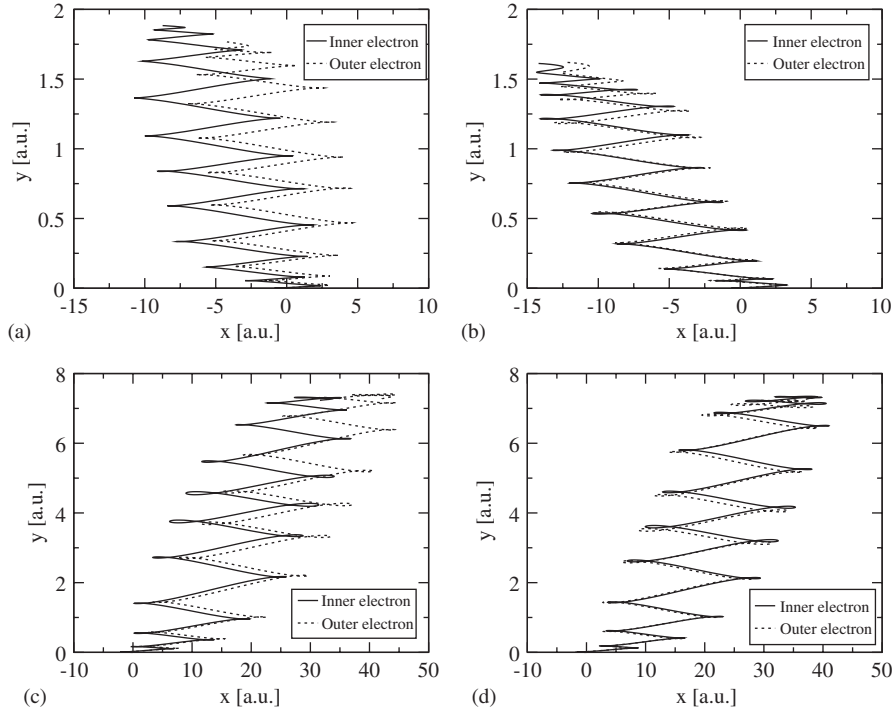 2
1.5
1
0.5
0
y [a.u.]
Inner electron
Outer electron
-15 -10 -5 0 5 10
x [a.u.]
(a)
2
1.5
1
0.5
0
y [a.u.]
Inner electron
Outer electron
-15 -10 -5 0 5 10
x [a.u.]
(b)
8
6
4
2
0
y [a.u.]
Inner electron
Outer electron
-10 0 10 20 30 40 50
x [a.u.]
(c)
8
6
4
2
0
y [a.u.]
Inner electron
Outer electron
-10 0 10 20 30 40 50
x [a.u.]
(d)